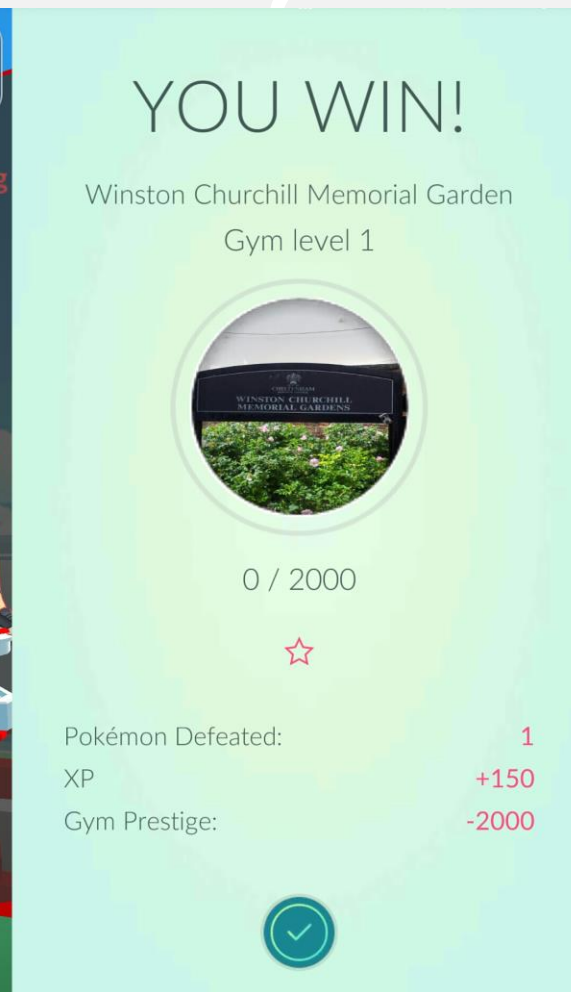 YOU WIN!
Winston Churchill Memorial Garden
Gym level 1
WINSTON CHURCHILL
MEMORIAL GARDENS
0 / 2000
Pokémon Defeated: 1
XP +150
Gym Prestige: -2000